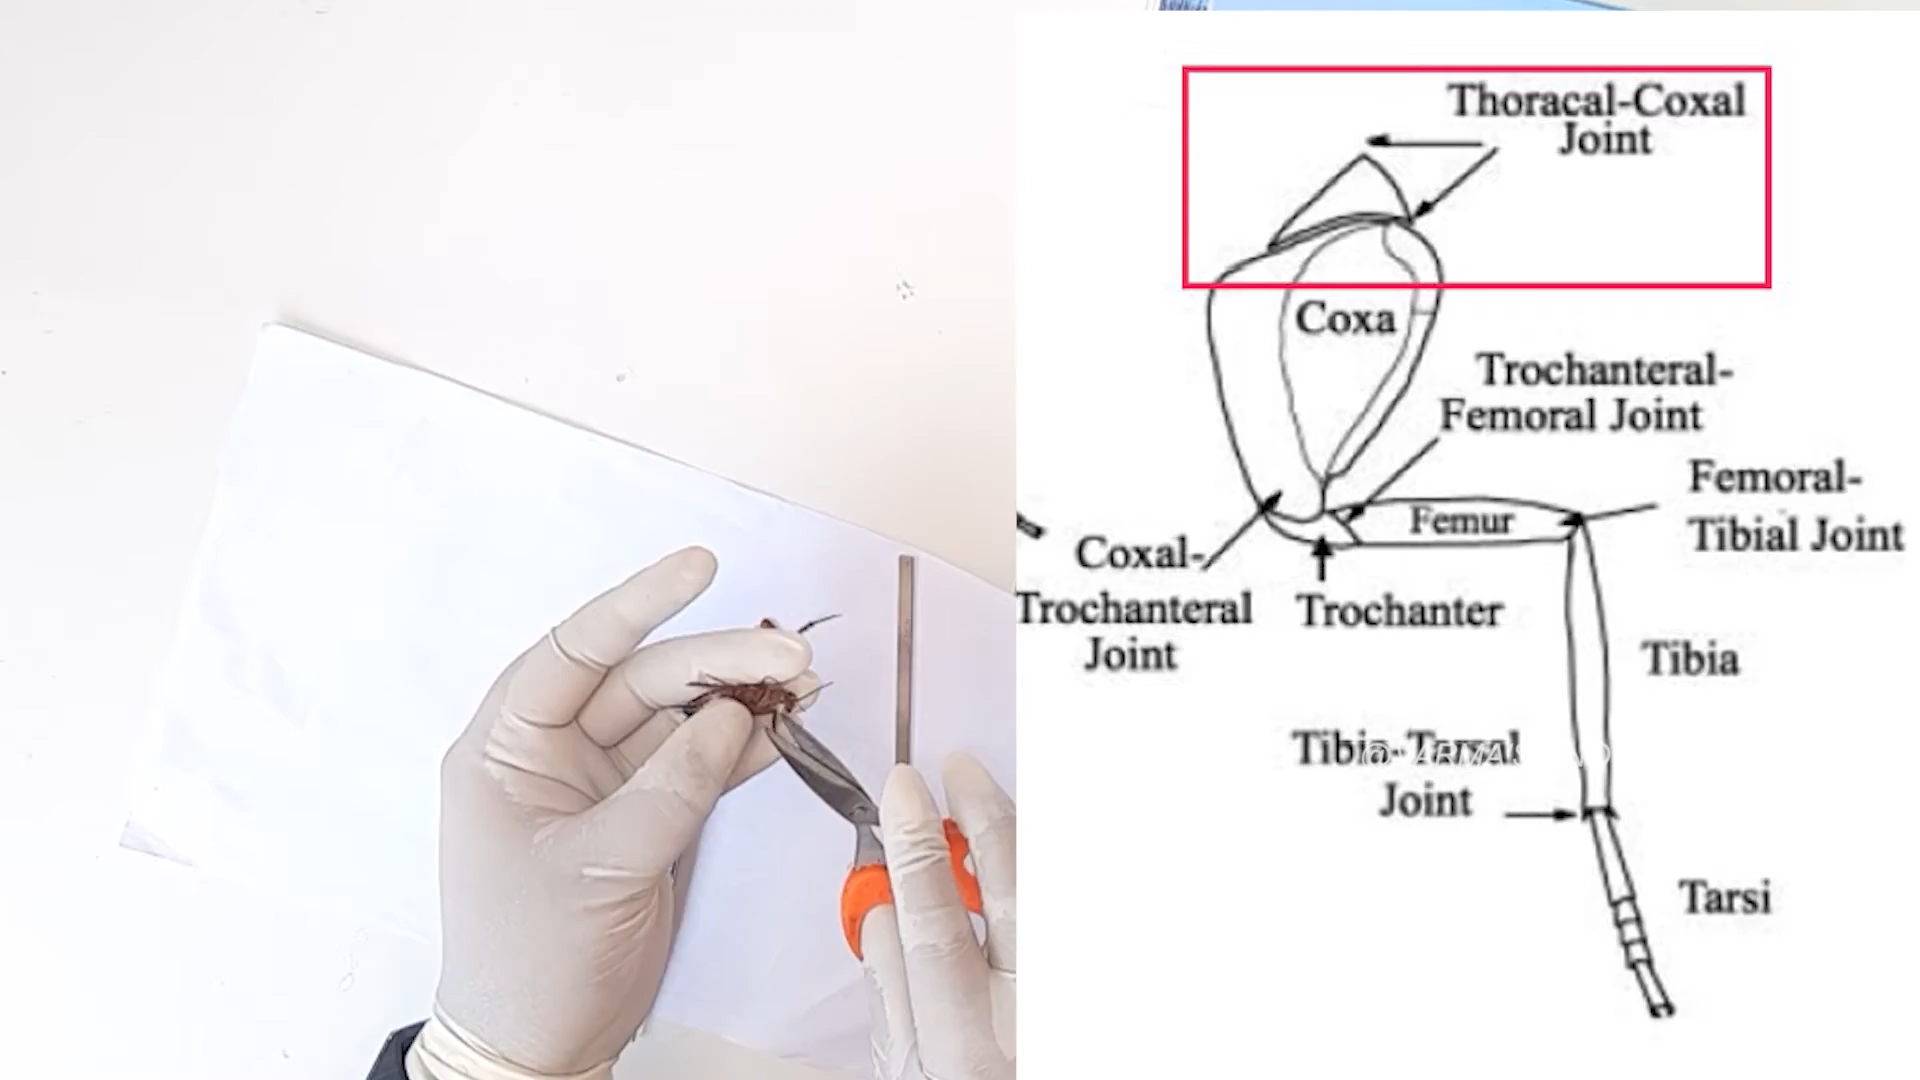 Thoracal-Coxal
Joint
Coxa
Trochanteral-
Femoral Joint
Femoral-
Tibial Joint
Femur
Coxal-
Trochanteral
Joint
Trochanter
Tibia
Joint
Tarsi